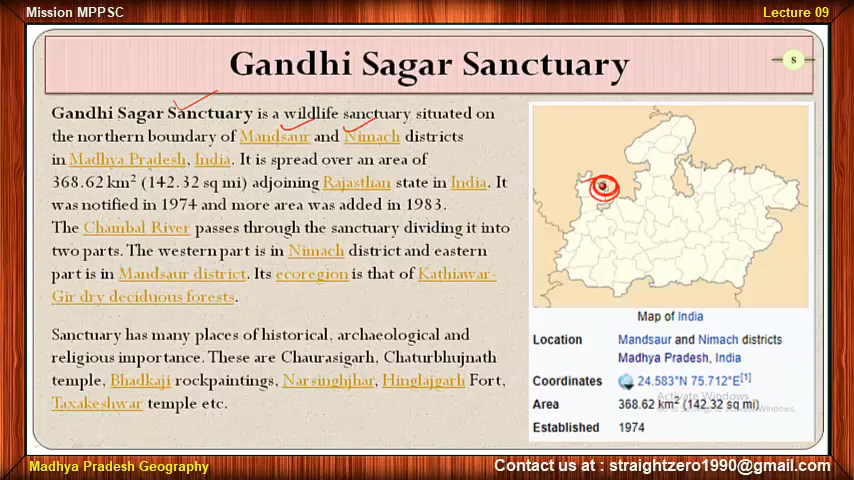 Mission MPPSC
Lecture 09
Gandhi Sagar Sanctuary
8
Gandhi Sagar Sanctuary is a wildlife sanctuary situated on
the northern boundary of Mandsaur and Nimach districts
in Madhya Pradesh, India. It is spread over an area of
368.62 km² (142.32 sq mi) adjoining Rajasthan state in India. It
was notified in 1974 and more area was added in 1983.
The Chambal River passes through the sanctuary dividing it into
two parts. The western part is in Nimach district and eastern
part is in Mandsaur district. Its ecoregion is that of Kathiawar-
Gir dry deciduous forests.
Sanctuary has many places of historical, archaeological and
religious importance. These are Chaurasigarh, Chaturbhujnath
temple, Bhadkaji rockpaintings, Narsinghjhar, Hinglajgarh Fort,
Taxakeshwar temple etc.
Map of India
Location Mandsaur and Nimach districts
Madhya Pradesh, India
Coordinates 24.583°N 75.712°E[1]
Activate Windows
Area 368.62 km² (142.32 sq mi)
Windows.
Established 1974
Madhya Pradesh Geography
Contact us at : straightzero1990@gmail.com